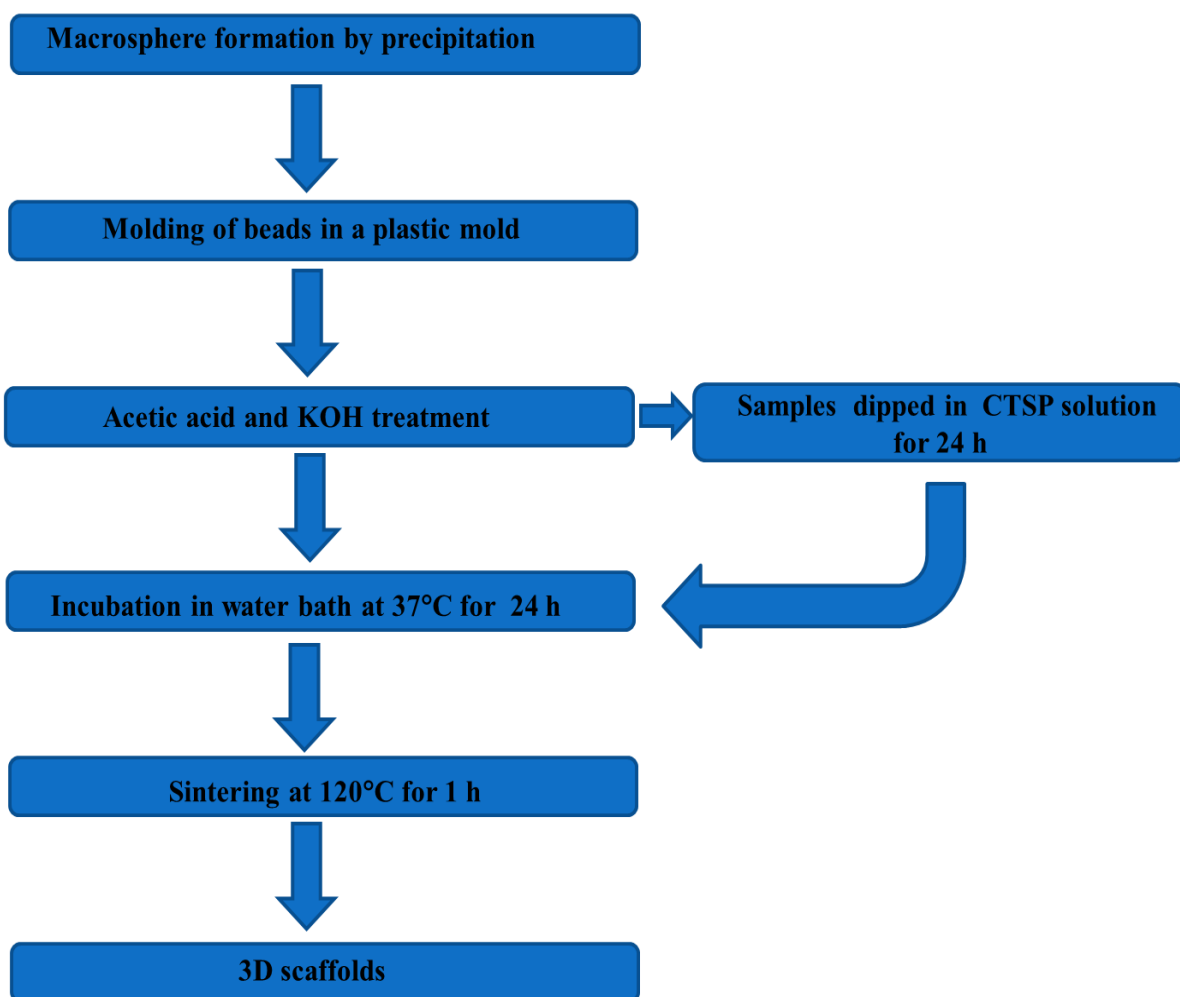 Macrosphere formation by precipitation
Molding of beads in a plastic mold
Acetic acid and KOH treatment
Samples dipped in CTSP solution
for 24 h
Incubation in water bath at 37°C for 24 h
Sintering at 120°C for 1 h
3D scaffolds